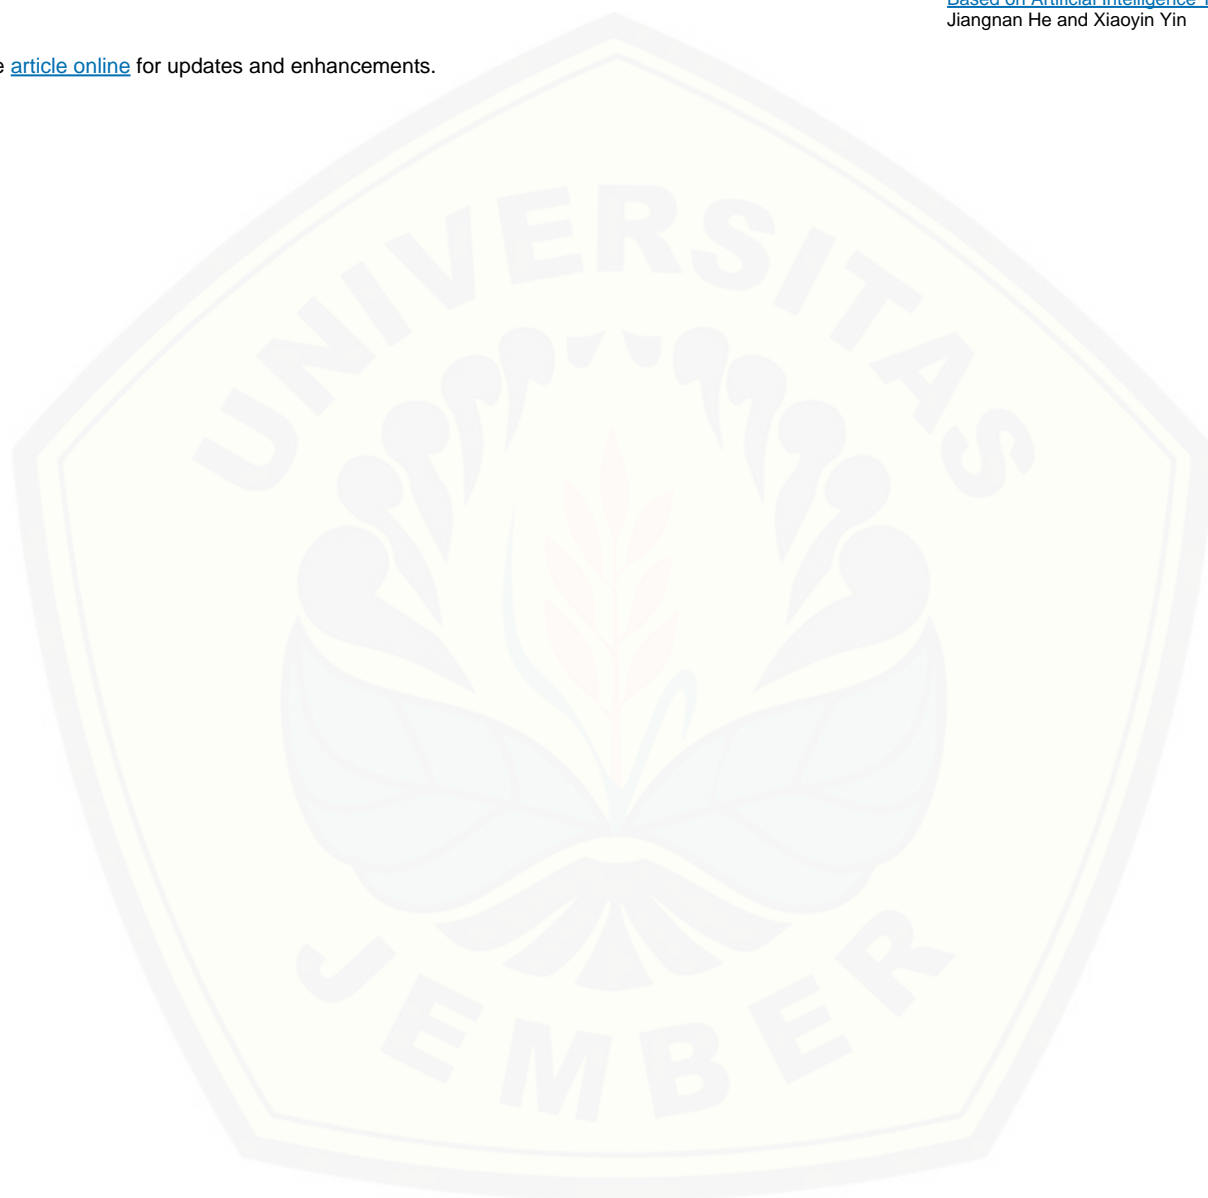 Based on Artificial Intelligence
Jiangnan He and Xiaoyin Yin
article online for updates and enhancements.
UNIVERSITAS
JEMBER